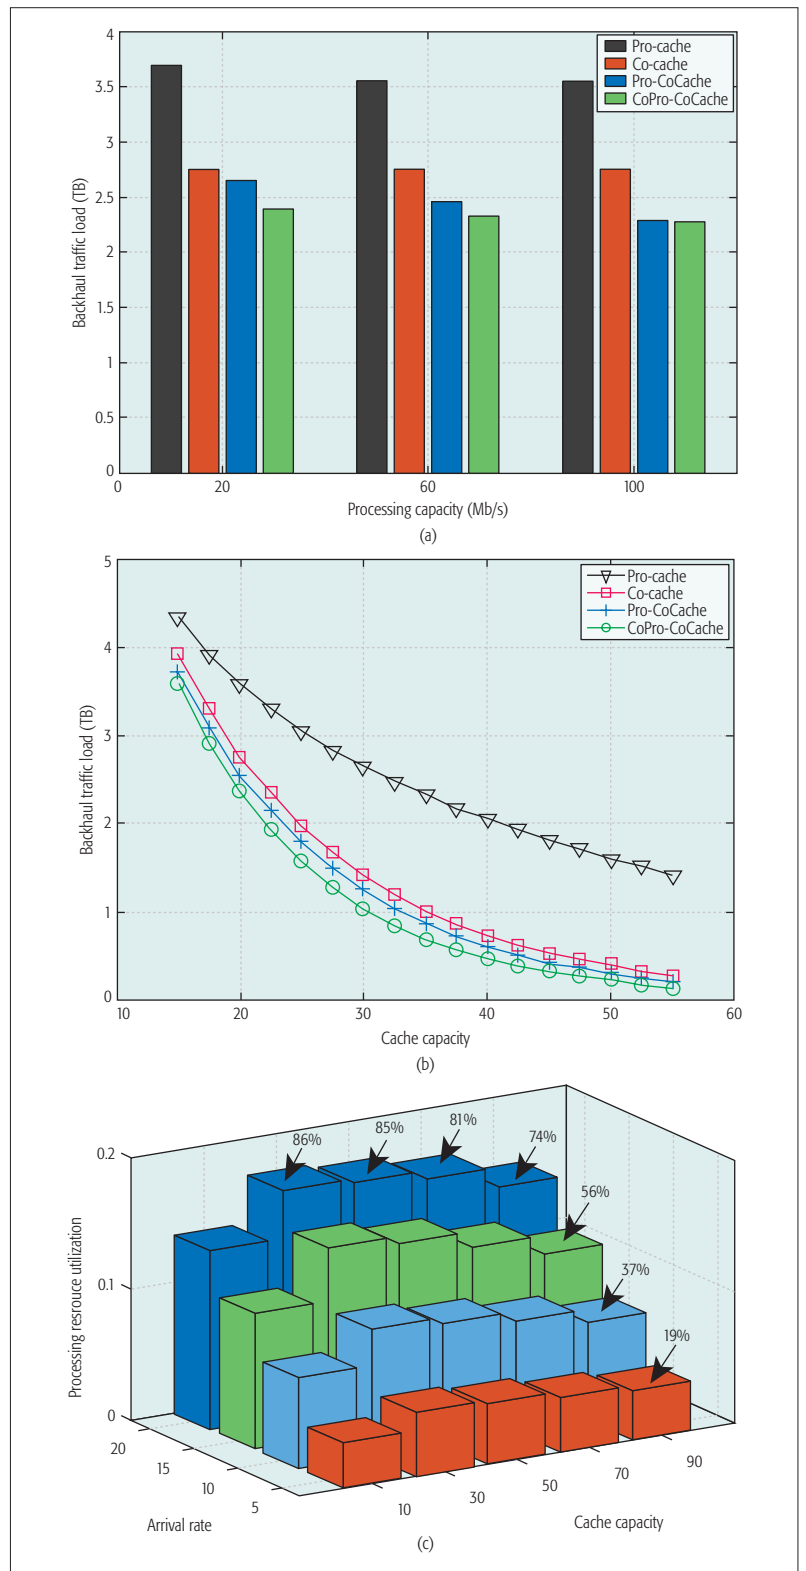 4
3.5
3
2.5
2
1.5
1
0.5
0
Backhaul traffic load (TB)
Pro-cache
Co-cache
Pro-CoCache
CoPro-CoCache
0 20 60 100
Processing capacity (Mb/s)
(a)
5
4
3
2
1
0
Backhaul traffic load (TB)
Pro-cache
Co-cache
Pro-CoCache
CoPro-CoCache
10 20 30 40 50 60
Cache capacity
(b)
86% 85% 81% 74%
56%
37%
19%
0.2
0.1
0
Processing resrouce utilization
20
15
10
5
Arrival rate
10 30 50 70 90
Cache capacity
(c)